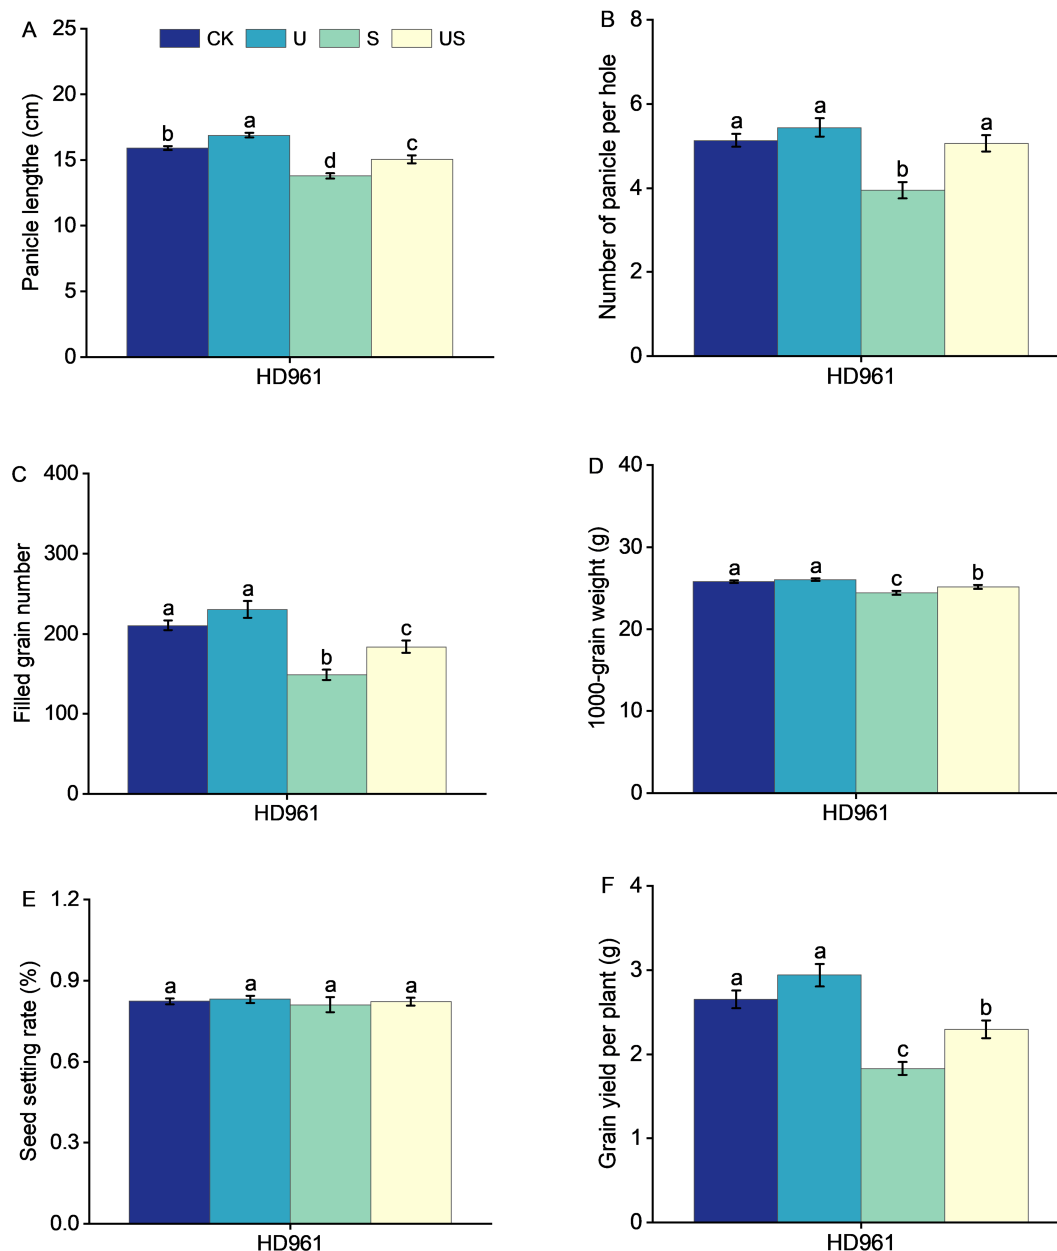 A
CK U S US
Panicle lengthe (cm)
25
20
15
10
5
0
b a d c
HD961
B
Number of panicle per hole
8
6
4
2
0
a a b a
HD961
C
Filled grain number
400
300
200
100
0
a a b c
HD961
D
1000-grain weight (g)
40
30
20
10
0
a a c b
HD961
E
Seed setting rate (%)
1.2
0.9
0.6
0.3
0.0
a a a a
HD961
F
Grain yield per plant (g)
4
3
2
1
0
a a c b
HD961